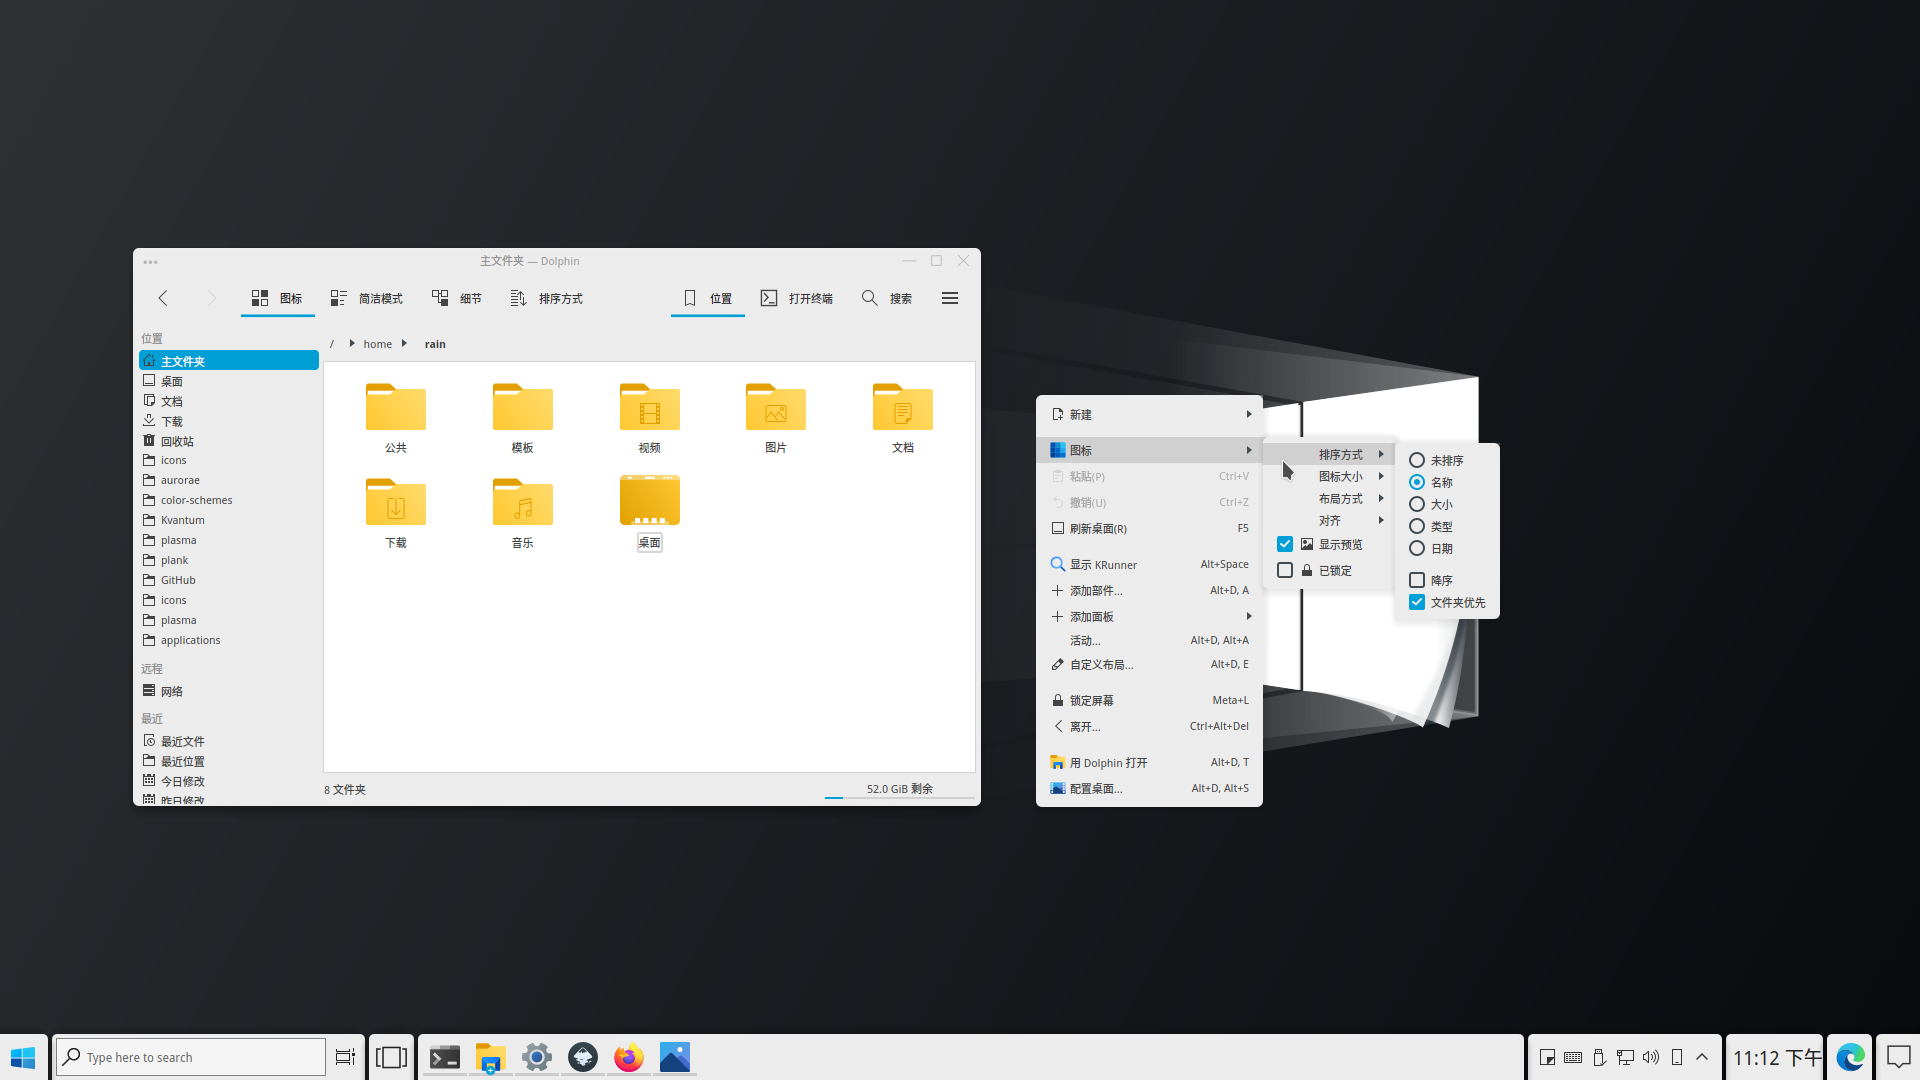 主文件夹 — Dolphin
图标
简洁模式
细节
排序方式
位置
打开终端
搜索
/ home rain
位置
主文件夹
桌面
文档
下载
回收站
icons
aurorae
color-schemes
Kvantum
plasma
plank
GitHub
icons
plasma
applications
远程
网络
最近
最近文件
最近位置
今日修改
昨日修改
公共
模板
视频
图片
文档
下载
音乐
桌面
8 文件夹
52.0 GiB 剩余
新建
图标
粘贴(P) Ctrl+V
撤销(U) Ctrl+Z
刷新桌面(R) F5
显示 KRunner Alt+Space
添加部件... Alt+D, A
添加面板
活动... Alt+D, Alt+A
自定义布局... Alt+D, E
锁定屏幕 Meta+L
离开... Ctrl+Alt+Del
用 Dolphin 打开 Alt+D, T
配置桌面... Alt+D, Alt+S
排序方式
图标大小
布局方式
对齐
显示预览
已锁定
未排序
名称
大小
类型
日期
降序
文件夹优先
Type here to search
11:12 下午